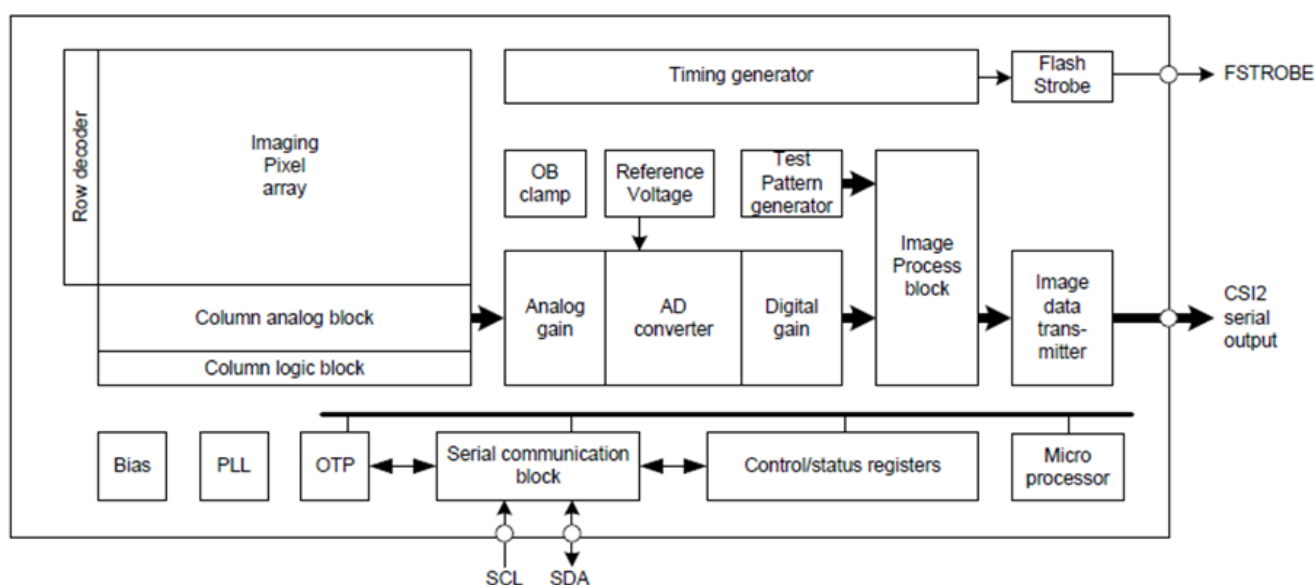 Row decoder
Imaging
Pixel
array
Column analog block
Column logic block
Timing generator
Flash
Strobe
FSTROBE
OB
clamp
Reference
Voltage
Test
Pattern
generator
Analog
gain
AD
converter
Digital
gain
Image
Process
block
Image
data
trans-
mitter
CSI2
serial
output
Bias
PLL
OTP
Serial communication
block
Control/status registers
Micro
processor
SCL
SDA